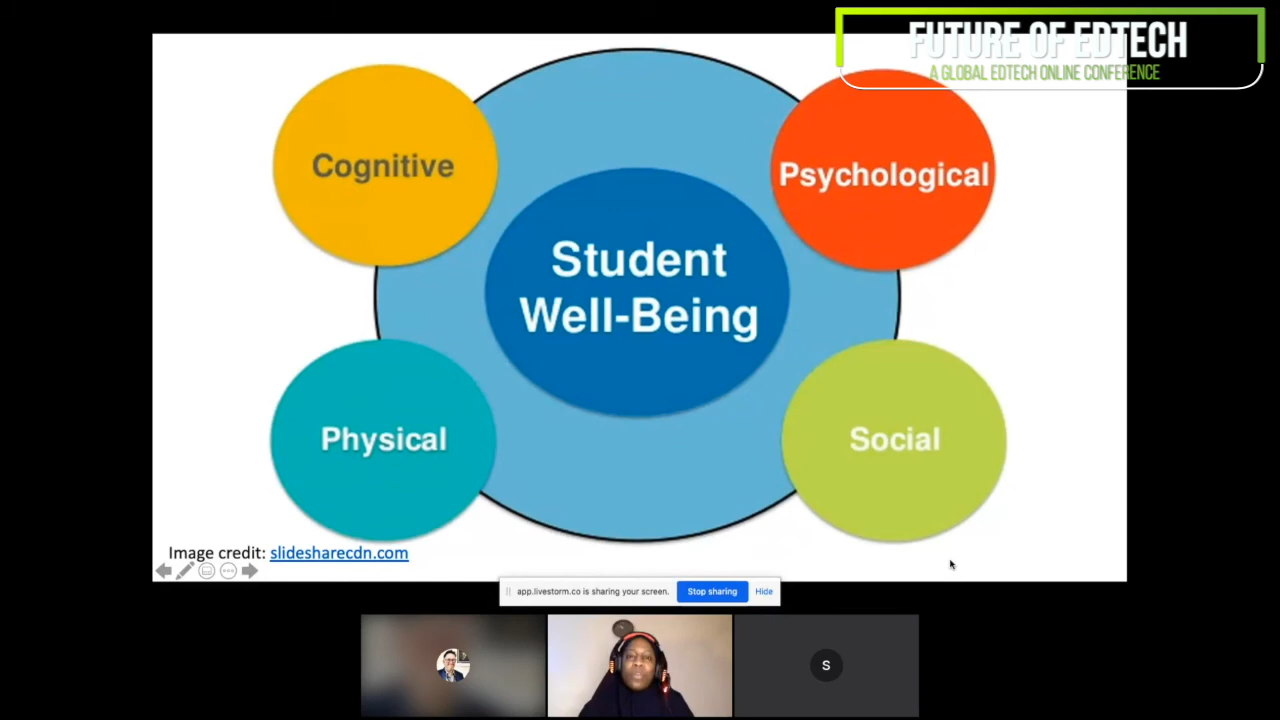 FUTURE OF EDTECH
A GLOBAL EDTECH ONLINE CONFERENCE
Cognitive
Psychological
Student
Well-Being
Physical
Social
Image credit: slidesharecdn.com
app.livestorm.co is sharing your screen.
Stop sharing
Hide
S